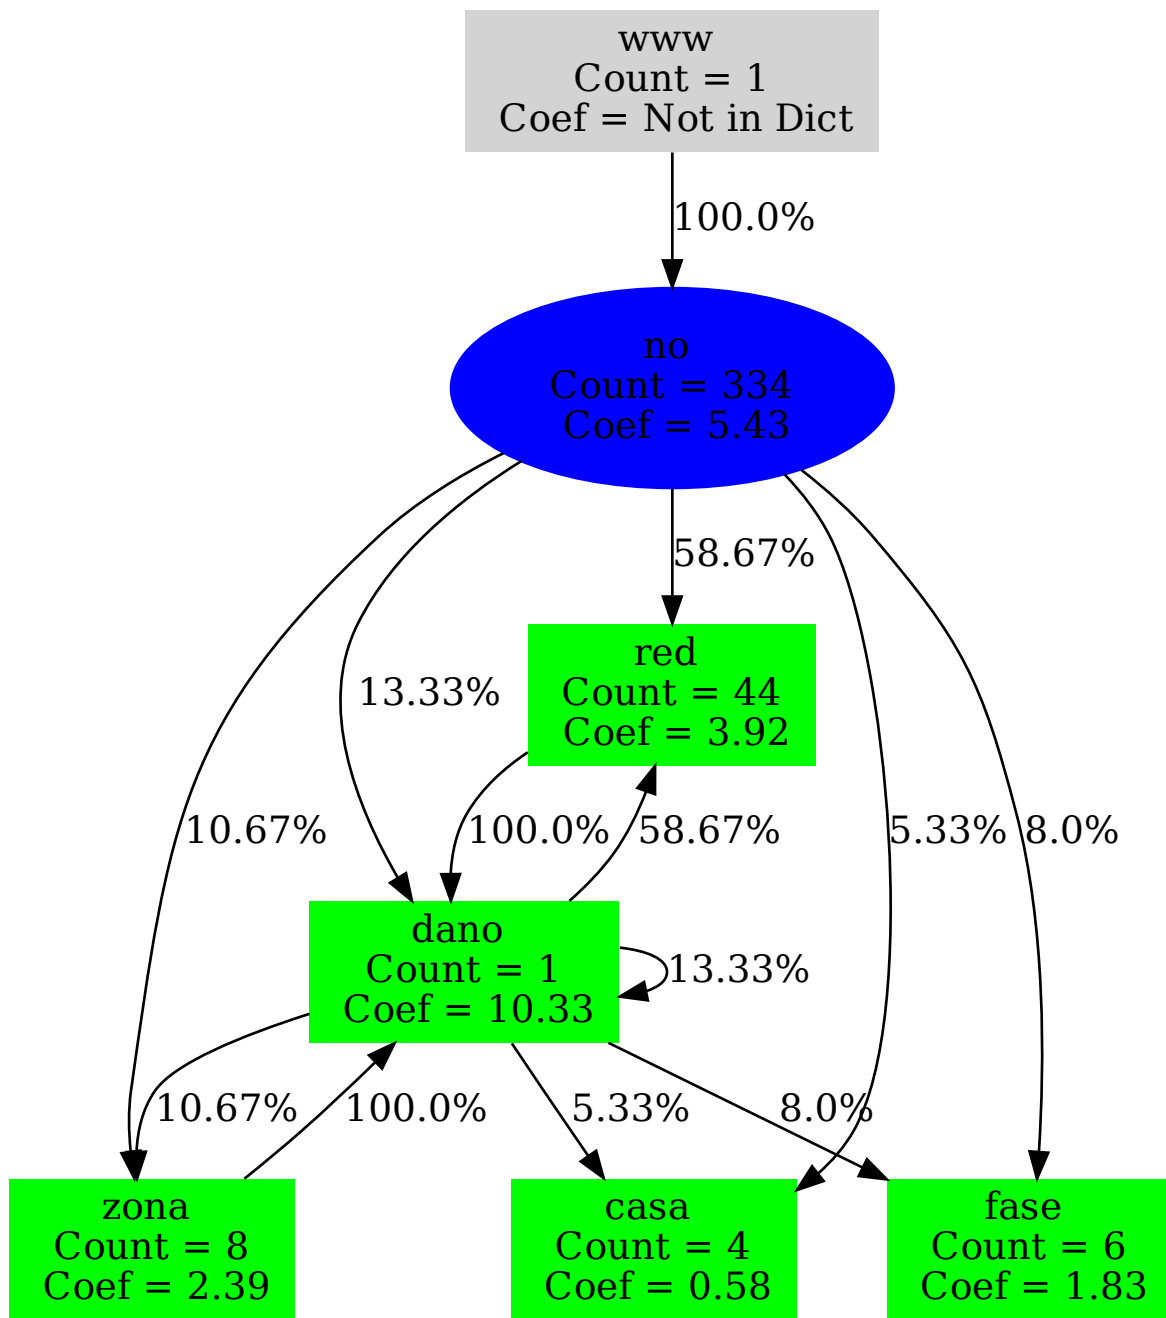 www
Count = 1
Coef = Not in Dict
100.0%
no
Count = 334
Coef = 5.43
58.67%
red
Count = 44
Coef = 3.92
13.33%
10.67%
100.0%
58.67%
5.33%
8.0%
dano
Count = 1
Coef = 10.33
13.33%
10.67%
100.0%
5.33%
8.0%
zona
Count = 8
Coef = 2.39
casa
Count = 4
Coef = 0.58
fase
Count = 6
Coef = 1.83